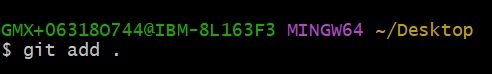 GMX+06318O744@IBM-8L163F3 MINGW64 ~/Desktop
$ git add .